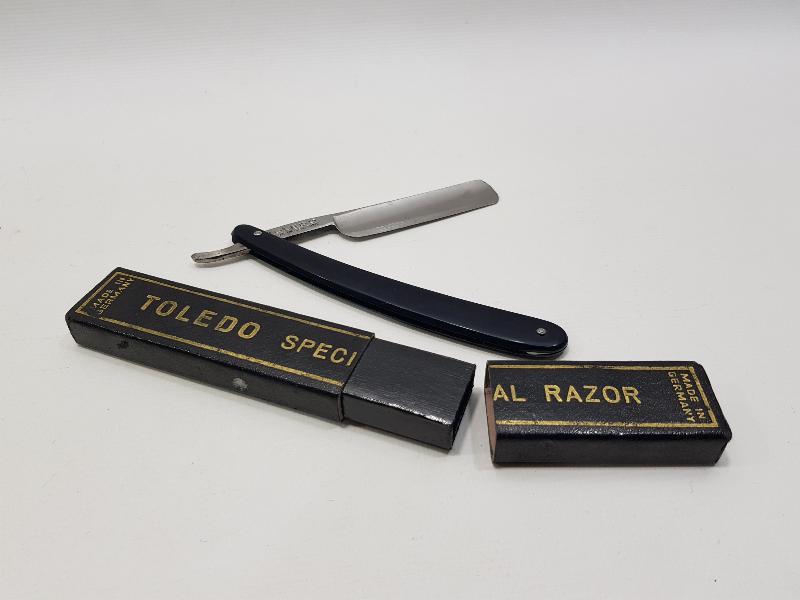 MADE IN
GERMANY
TOLEDO SPECI
AL RAZOR
MADE IN
GERMANY